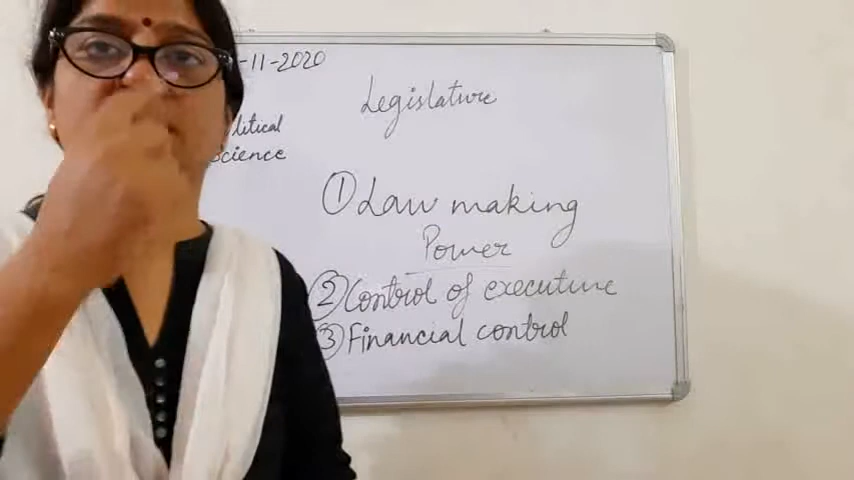 -11-2020
Legislature
litical
Science
① Law making
Power
② Control of executive
③ Financial control